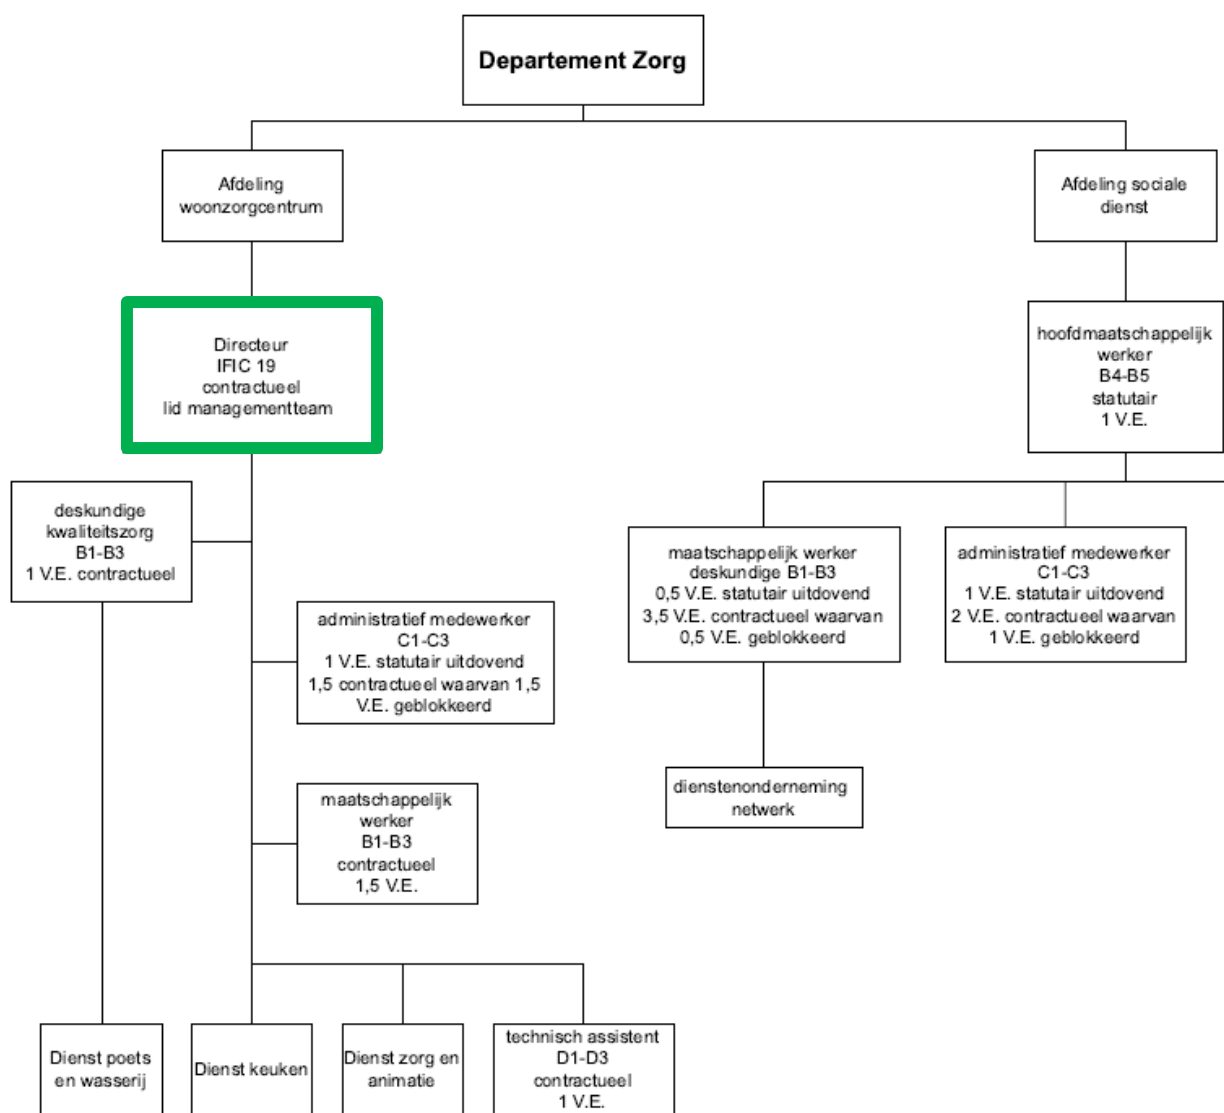 Departement Zorg
Afdeling
woonzorgcentrum
Afdeling sociale
dienst
Directeur
IFIC 19
contractueel
lid managementteam
hoofdmaatschappelijk
werker
B4-B5
statutair
1 V.E.
deskundige
kwaliteitszorg
B1-B3
1 V.E. contractueel
maatschappelijk werker
deskundige B1-B3
0,5 V.E. statutair uitdovend
3,5 V.E. contractueel waarvan
0,5 V.E. geblokkeerd
administratief medewerker
C1-C3
1 V.E. statutair uitdovend
2 V.E. contractueel waarvan
1 V.E. geblokkeerd
administratief medewerker
C1-C3
1 V.E. statutair uitdovend
1,5 contractueel waarvan 1,5
V.E. geblokkeerd
maatschappelijk
werker
B1-B3
contractueel
1,5 V.E.
dienstenonderneming
netwerk
Dienst poets
en wasserij
Dienst keuken
Dienst zorg en
animatie
technisch assistent
D1-D3
contractueel
1 V.E.